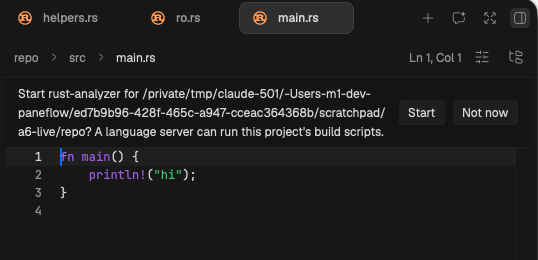 helpers.rs ro.rs main.rs
repo > src > main.rs Ln 1, Col 1
Start rust-analyzer for /private/tmp/claude-501/-Users-m1-dev-
paneflow/ed7b9b96-428f-465c-a947-cceac364368b/scratchpad/
a6-live/repo? A language server can run this project's build scripts.
Start Not now
1 fn main() {
2     println!("hi");
3 }
4